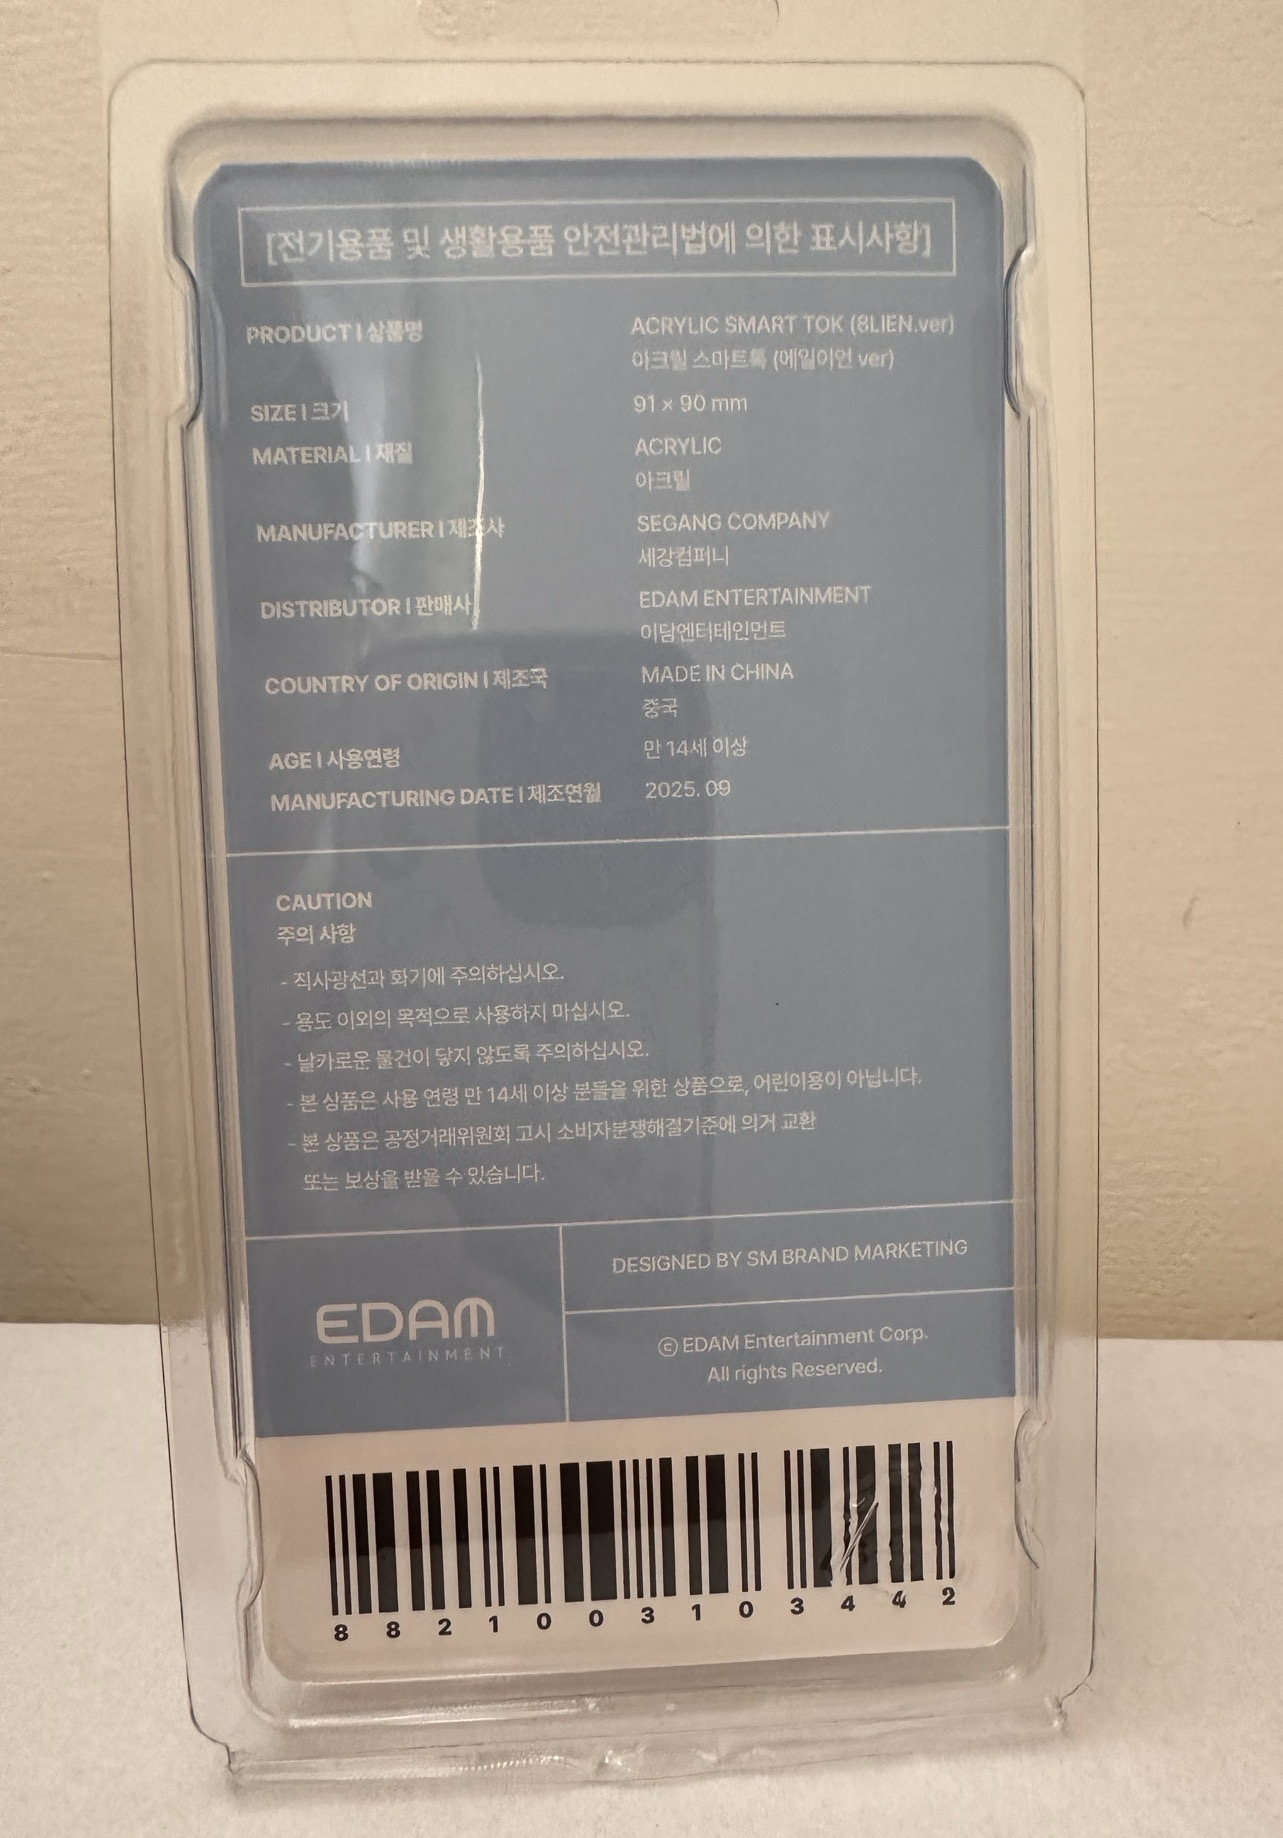 [전기용품 및 생활용품 안전관리법에 의한 표시사항]
PRODUCT | 상품명 ACRYLIC SMART TOK (8LIEN.ver)
아크릴 스마트톡 (에일이언 ver)
SIZE | 크기 91 × 90 mm
MATERIAL | 재질 ACRYLIC
아크릴
MANUFACTURER | 제조사 SEGANG COMPANY
세강컴퍼니
DISTRIBUTOR | 판매사 EDAM ENTERTAINMENT
이담엔터테인먼트
COUNTRY OF ORIGIN | 제조국 MADE IN CHINA
중국
AGE | 사용연령 만 14세 이상
MANUFACTURING DATE | 제조연월 2025. 09
CAUTION
주의 사항
- 직사광선과 화기에 주의하십시오.
- 용도 이외의 목적으로 사용하지 마십시오.
- 날카로운 물건이 닿지 않도록 주의하십시오.
- 본 상품은 사용 연령 만 14세 이상 분들을 위한 상품으로, 어린이용이 아닙니다.
- 본 상품은 공정거래위원회 고시 소비자분쟁해결기준에 의거 교환
또는 보상을 받을 수 있습니다.
EDAM
ENTERTAINMENT
DESIGNED BY SM BRAND MARKETING
ⓒ EDAM Entertainment Corp.
All rights Reserved.
8821003103442